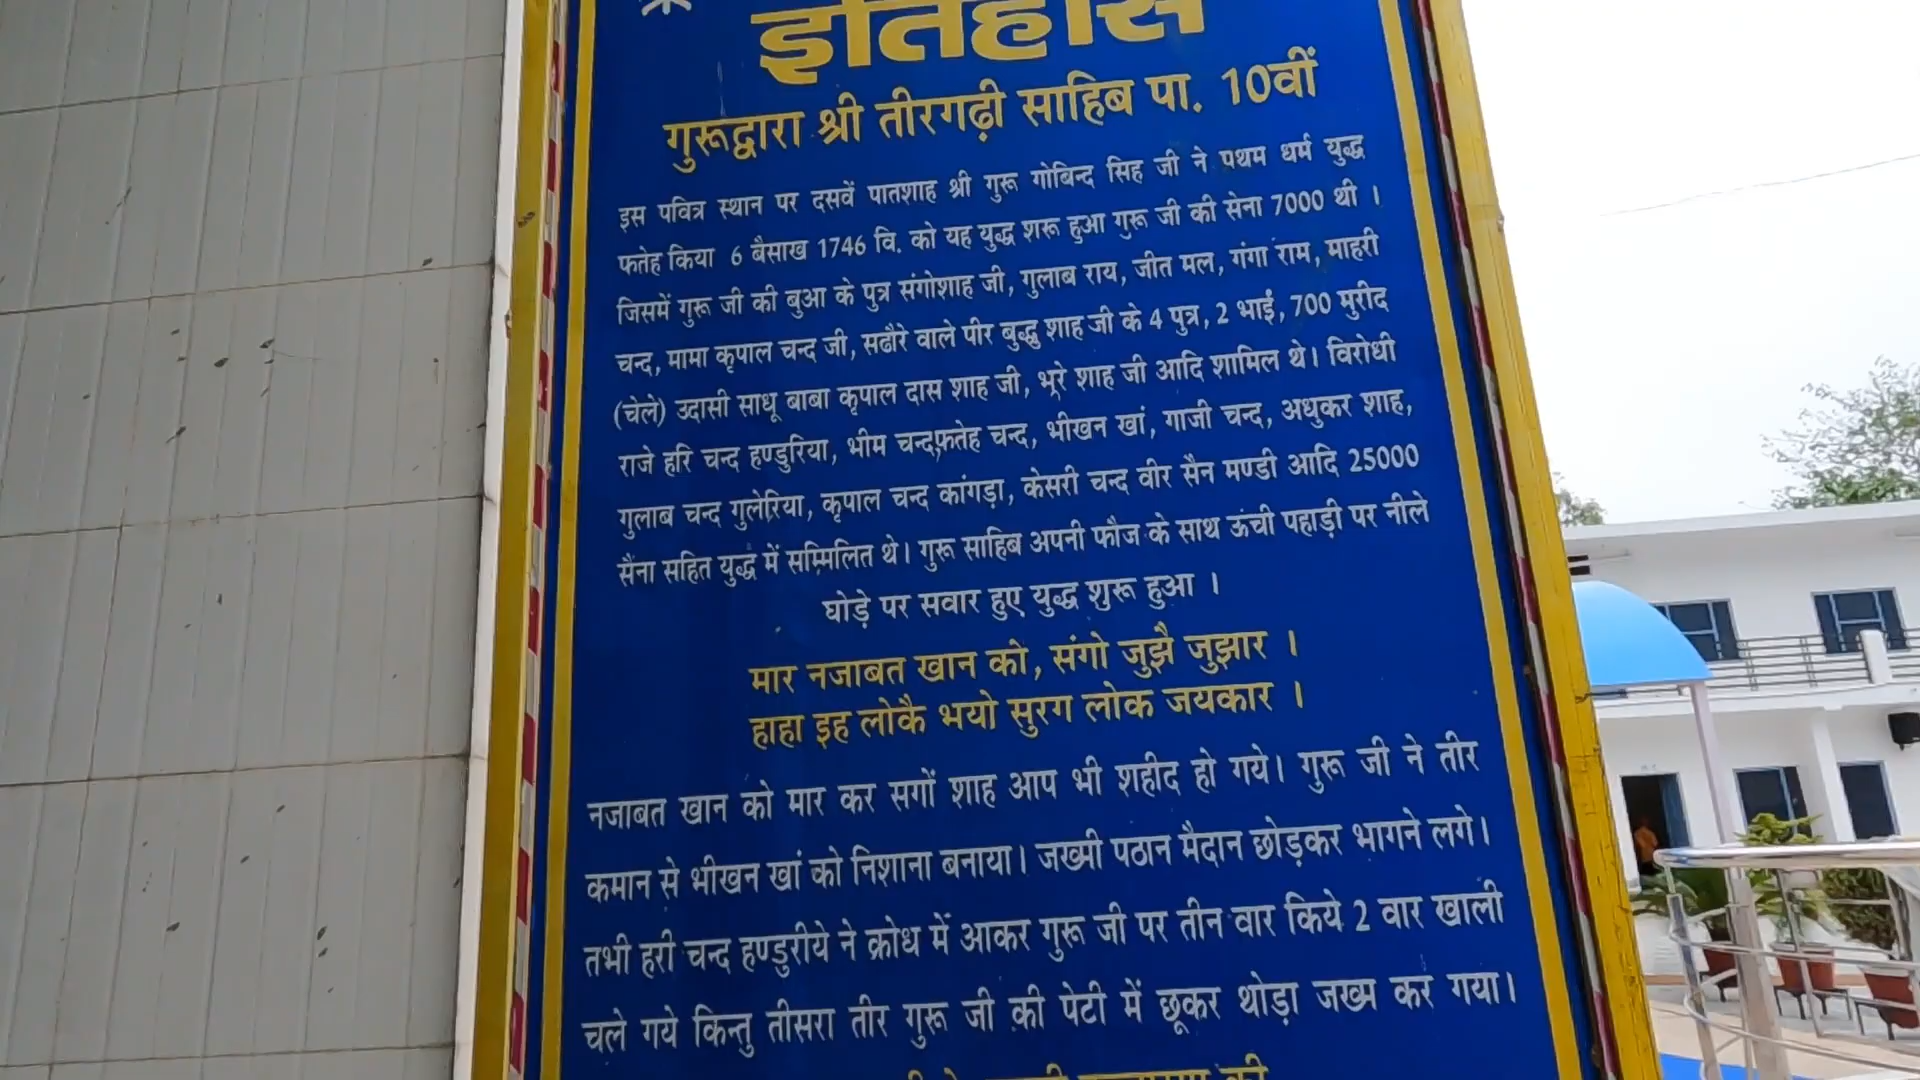 इतिहास
गुरूद्वारा श्री तीरगढ़ी साहिब पा. 10वीं
इस पवित्र स्थान पर दसवें पातशाह श्री गुरू गोबिन्द सिह जी ने पथम धर्म युद्ध
फतेह किया 6 बैसाख 1746 वि. को यह युद्ध शरू हुआ गुरू जी की सेना 7000 थी ।
जिसमें गुरू जी की बुआ के पुत्र संगोशाह जी, गुलाब राय, जीत मल, गंगा राम, माहरी
चन्द, मामा कृपाल चन्द जी, सढौरे वाले पीर बुद्धु शाह जी के 4 पुत्र, 2 भाई, 700 मुरीद
(चेले) उदासी साधू बाबा कृपाल दास शाह जी, भूरे शाह जी आदि शामिल थे। विरोधी
राजे हरि चन्द हण्डुरिया, भीम चन्द,फ़तेह चन्द, भीखन खां, गाजी चन्द, अधुकर शाह,
गुलाब चन्द गुलेरिया, कृपाल चन्द कांगड़ा, केसरी चन्द वीर सैन मण्डी आदि 25000
सैंना सहित युद्ध में सम्मिलित थे। गुरू साहिब अपनी फौज के साथ ऊंची पहाड़ी पर नीले
घोड़े पर सवार हुए युद्ध शुरू हुआ ।
मार नजाबत खान को, संगो जुझै जुझार ।
हाहा इह लोकै भयो सुरग लोक जयकार ।
नजाबत खान को मार कर सगों शाह आप भी शहीद हो गये। गुरू जी ने तीर
कमान से भीखन खां को निशाना बनाया। जख्मी पठान मैदान छोड़कर भागने लगे।
तभी हरी चन्द हण्डुरीये ने क्रोध में आकर गुरू जी पर तीन वार किये 2 वार खाली
चले गये किन्तु तीसरा तीर गुरू जी की पेटी में छूकर थोड़ा जख्म कर गया।